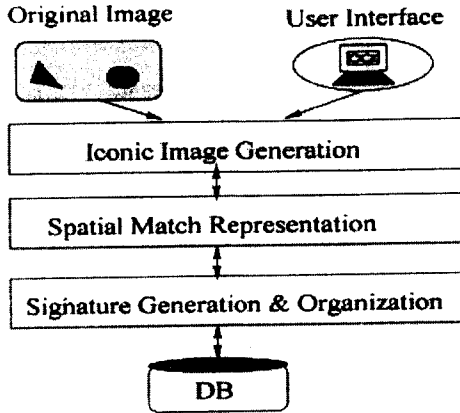 Original Image
User Interface
Iconic Image Generation
Spatial Match Representation
Signature Generation & Organization
DB